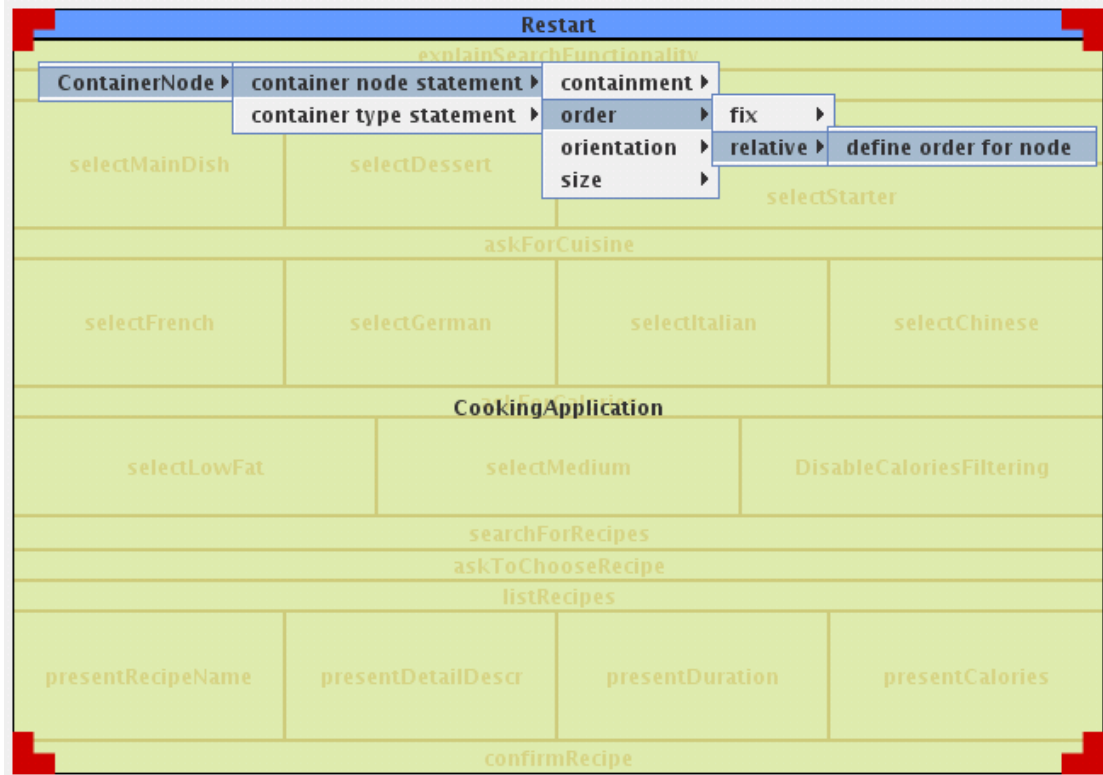 Restart
explainSearchFunctionality
ContainerNode container node statement containment
container type statement order fix
orientation relative define order for node
size
selectMainDish selectDessert
selectStarter
askForCuisine
selectFrench selectGerman selectItalian selectChinese
CookingApplication
selectLowFat selectMedium DisableCaloriesFiltering
searchForRecipes
askToChooseRecipe
listRecipes
presentRecipeName presentDetailDescr presentDuration presentCalories
confirmRecipe